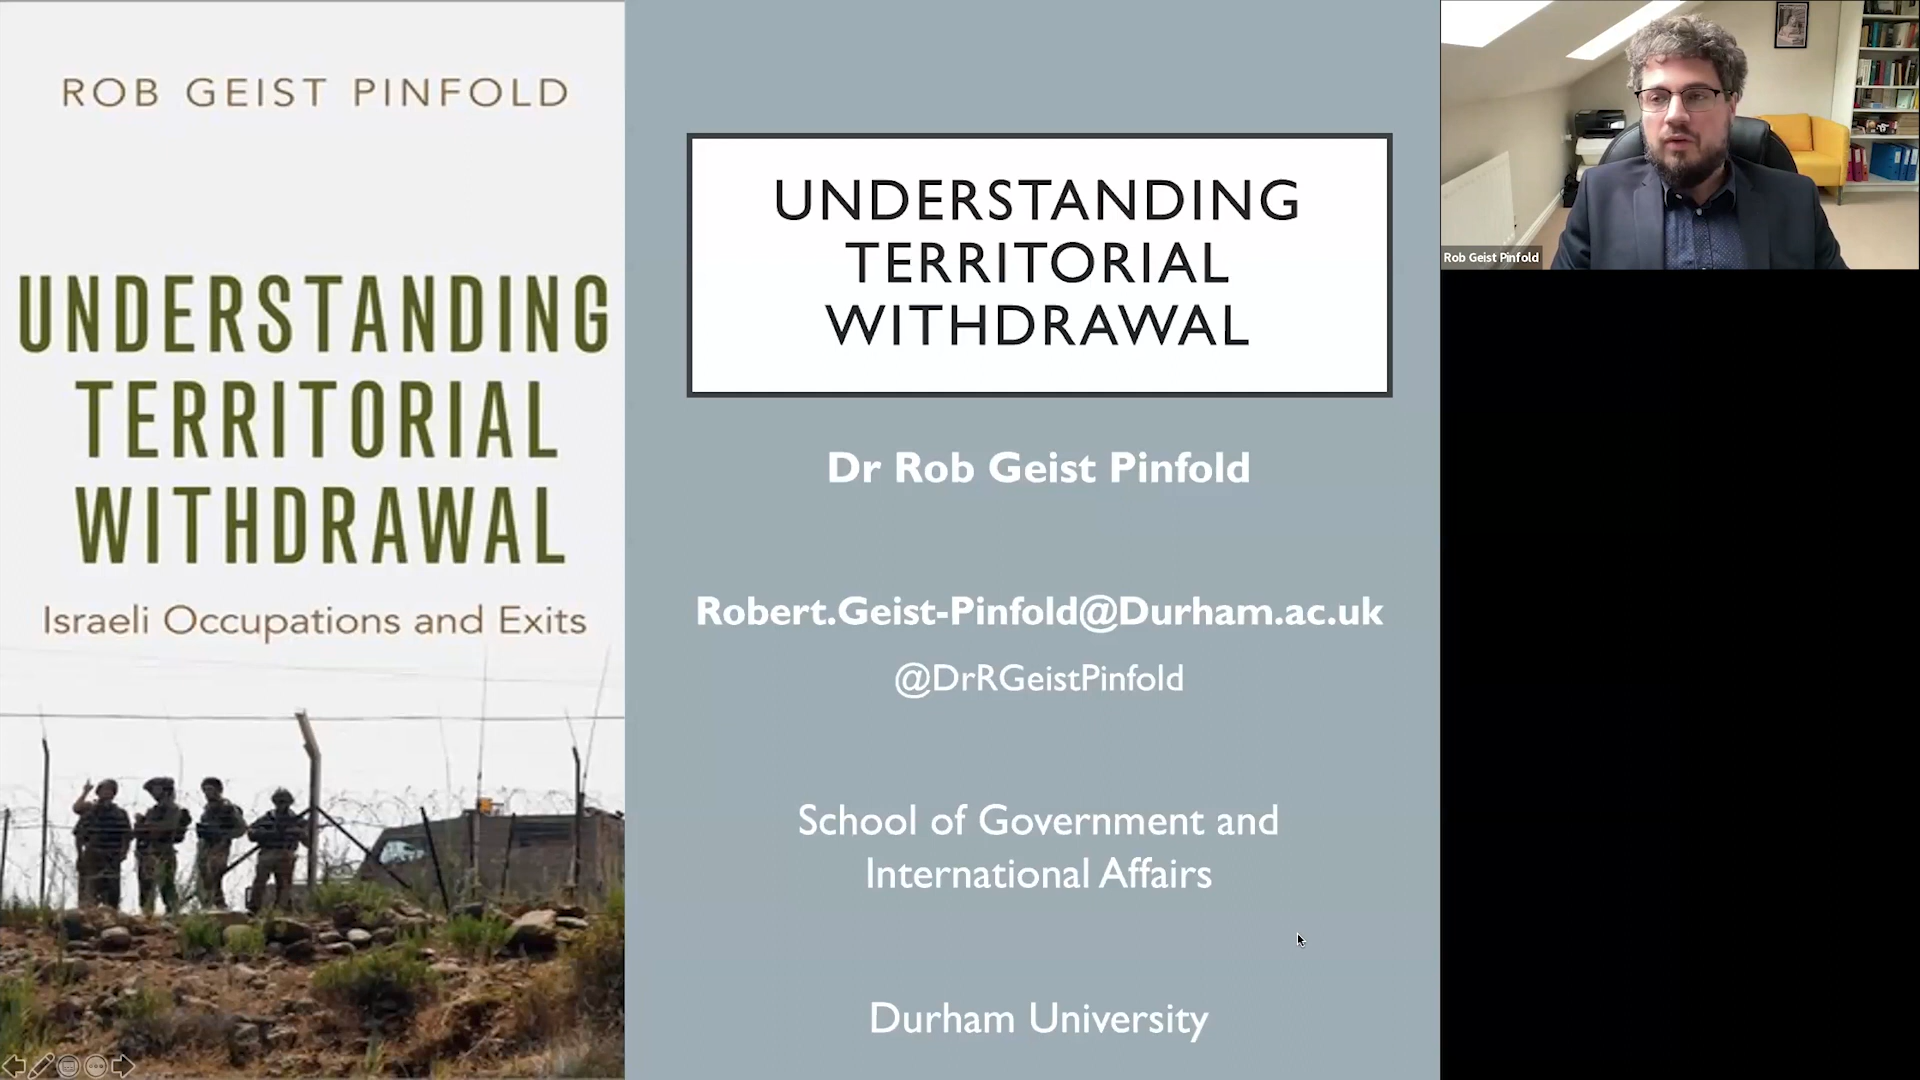 ROB GEIST PINFOLD
UNDERSTANDING
TERRITORIAL
WITHDRAWAL
Israeli Occupations and Exits
UNDERSTANDING
TERRITORIAL
WITHDRAWAL
Dr Rob Geist Pinfold
Robert.Geist-Pinfold@Durham.ac.uk
@DrRGeistPinfold
School of Government and
International Affairs
Durham University
Rob Geist Pinfold